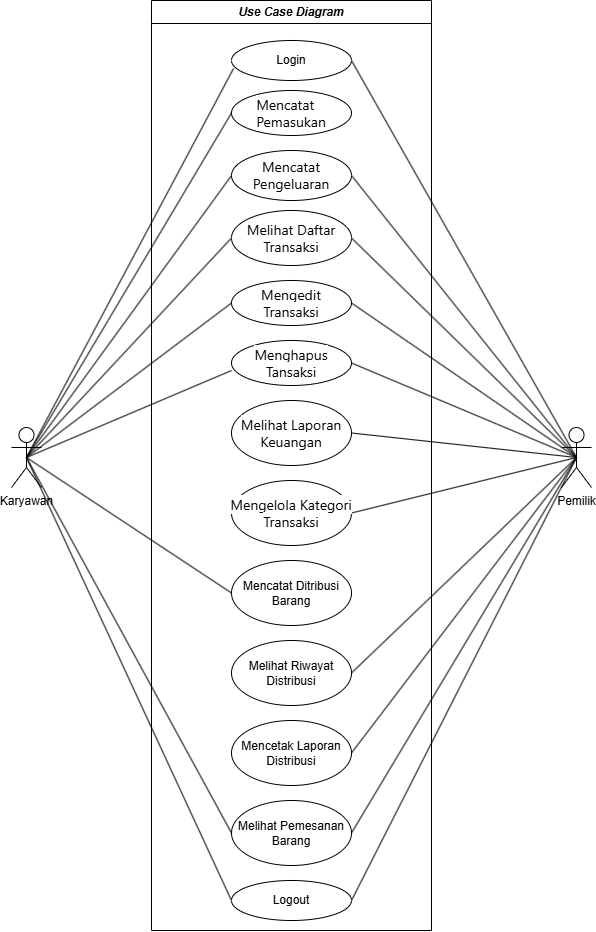 Use Case Diagram
Login
Mencatat
Pemasukan
Mencatat
Pengeluaran
Melihat Daftar
Transaksi
Mengedit
Transaksi
Menghapus
Tansaksi
Melihat Laporan
Keuangan
Karyawan
Pemilik
Mengelola Kategori
Transaksi
Mencatat Ditribusi
Barang
Melihat Riwayat
Distribusi
Mencetak Laporan
Distribusi
Melihat Pemesanan
Barang
Logout